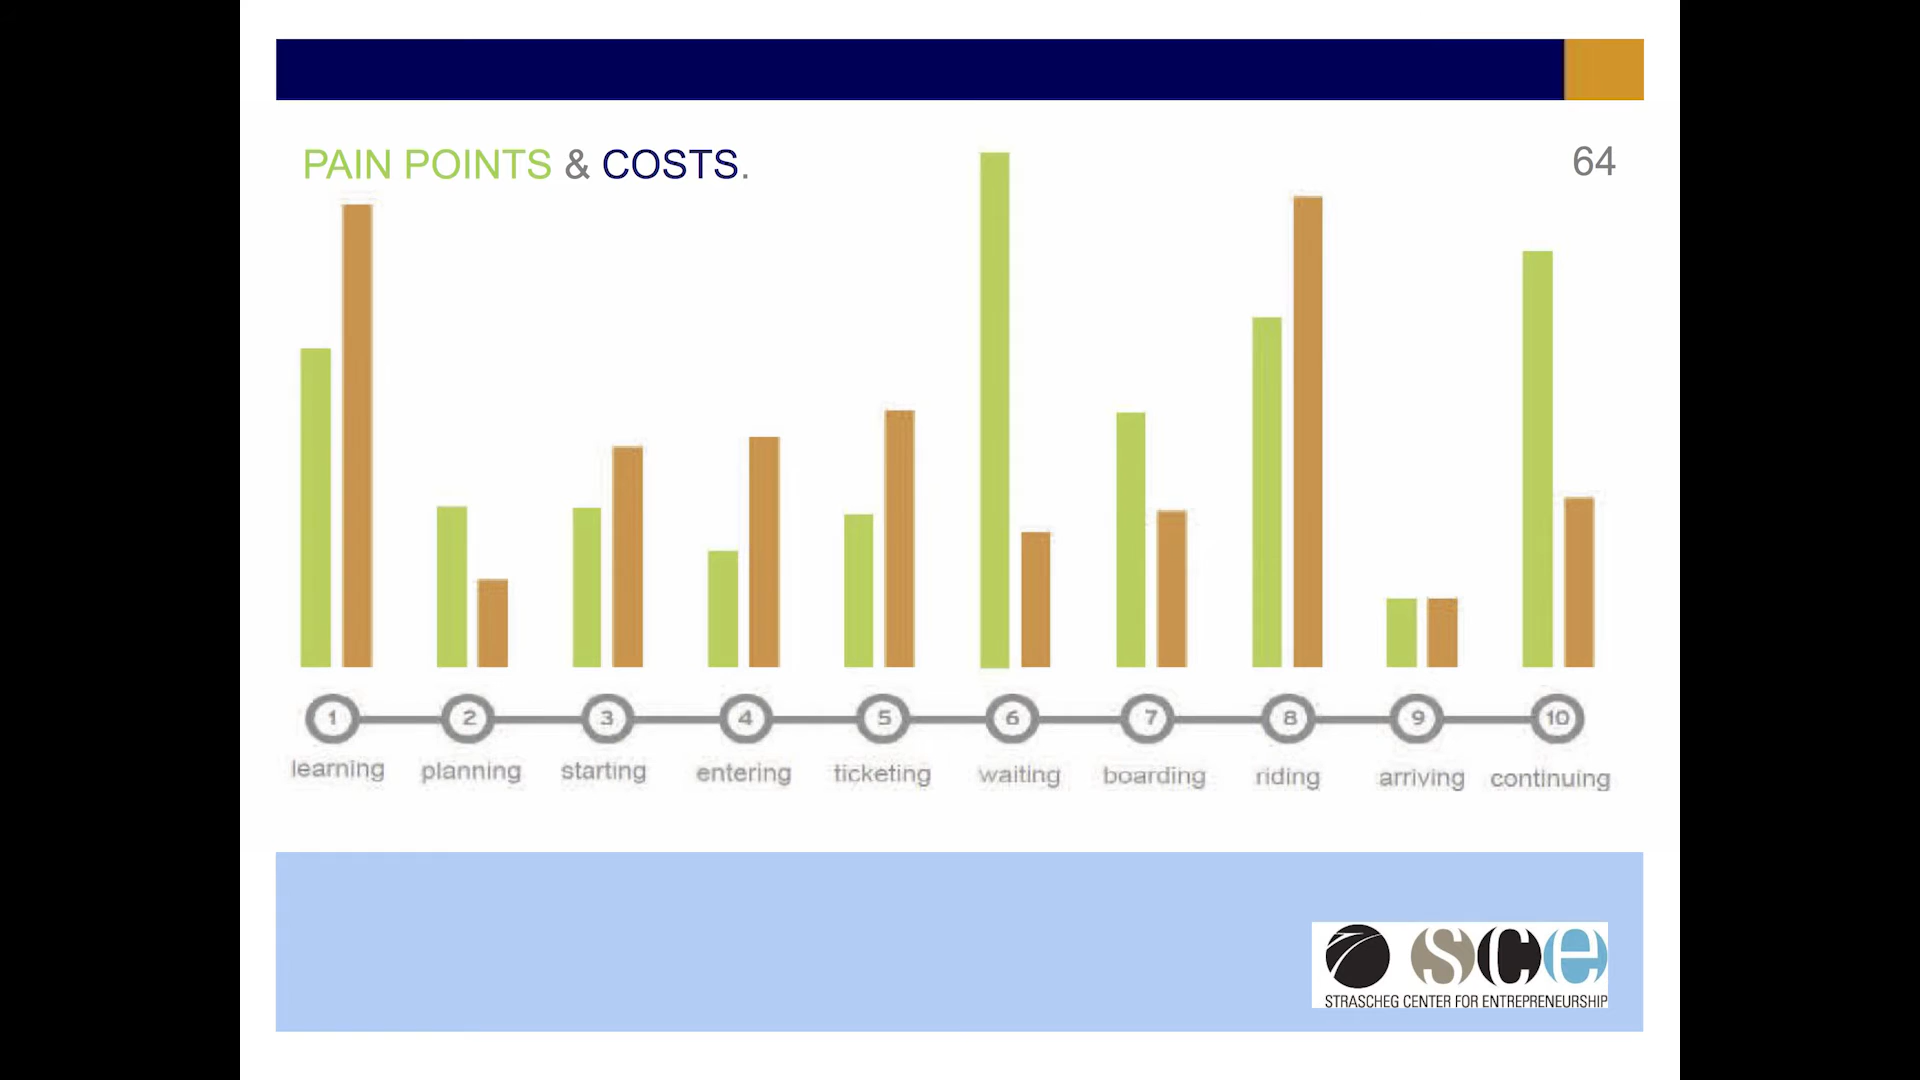 PAIN POINTS & COSTS.
64
1 2 3 4 5 6 7 8 9 10
learning planning starting entering ticketing waiting boarding riding arriving continuing
sce
STRASCHEG CENTER FOR ENTREPRENEURSHIP